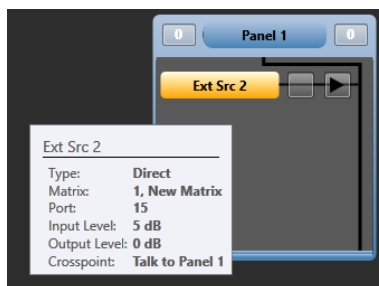 0 Panel 1 0
Ext Src 2
Ext Src 2
Type: Direct
Matrix: 1, New Matrix
Port: 15
Input Level: 5 dB
Output Level: 0 dB
Crosspoint: Talk to Panel 1